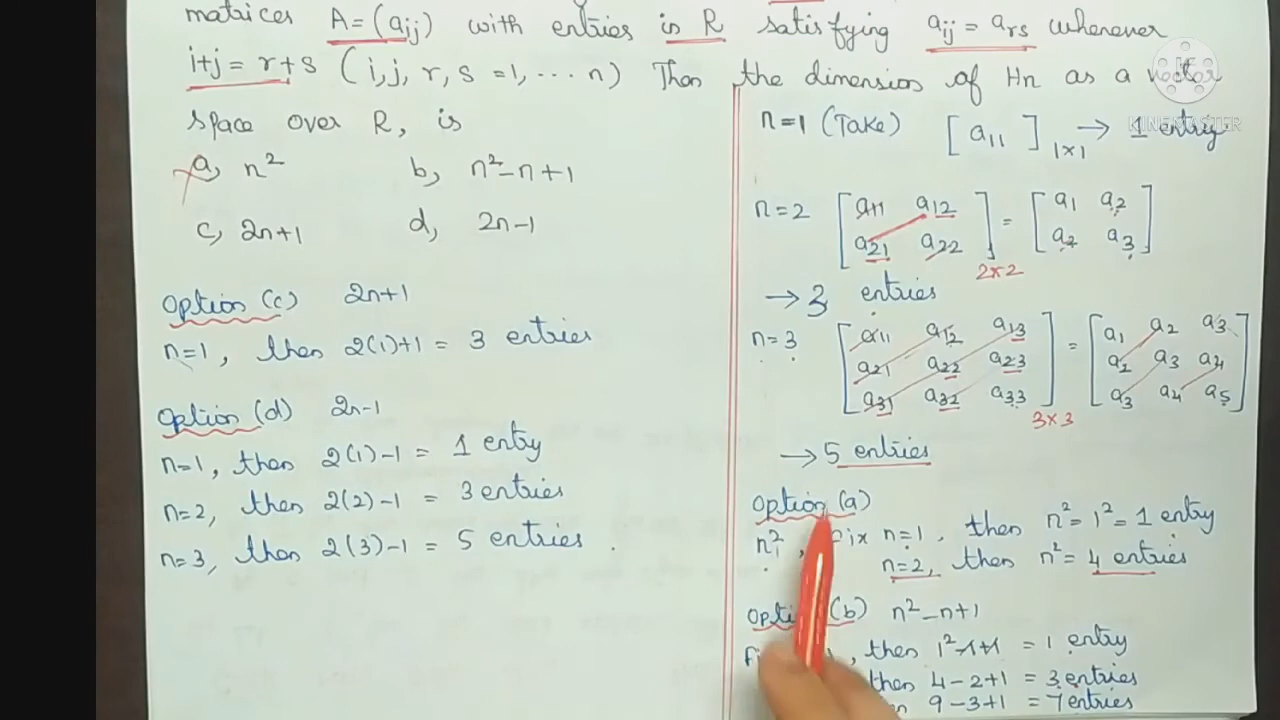 matrices A = (aij) with entries in R satisfying aij = ars whenever
i+j = r+s (i, j, r, s = 1, ... n) Then the dimension of Hn as a vector
space over R, is
a, n²
b, n²-n+1
c, 2n+1
d, 2n-1
Option (c) 2n+1
n=1, then 2(1)+1 = 3 entries
Option (d) 2n-1
n=1, then 2(1)-1 = 1 entry
n=2, then 2(2)-1 = 3 entries
n=3, then 2(3)-1 = 5 entries .
n=1 (Take) [ a11 ] 1x1 → 1 entry
KINEMASTER
n=2 [ a11 a12
a21 a22 ] 2x2 = [ a1 a2
a2 a3 ]
→ 3 entries
n=3 [ a11 a12 a13
a21 a22 a23
a31 a32 a33 ] 3x3 = [ a1 a2 a3
a2 a3 a4
a3 a4 a5 ]
→ 5 entries
Option (a)
n², n=1, then n² = 1² = 1 entry
n=2, then n² = 4 entries
Option (b) n²-n+1
then 1²-1+1 = 1 entry
then 4-2+1 = 3 entries
9-3+1 = 7 entries